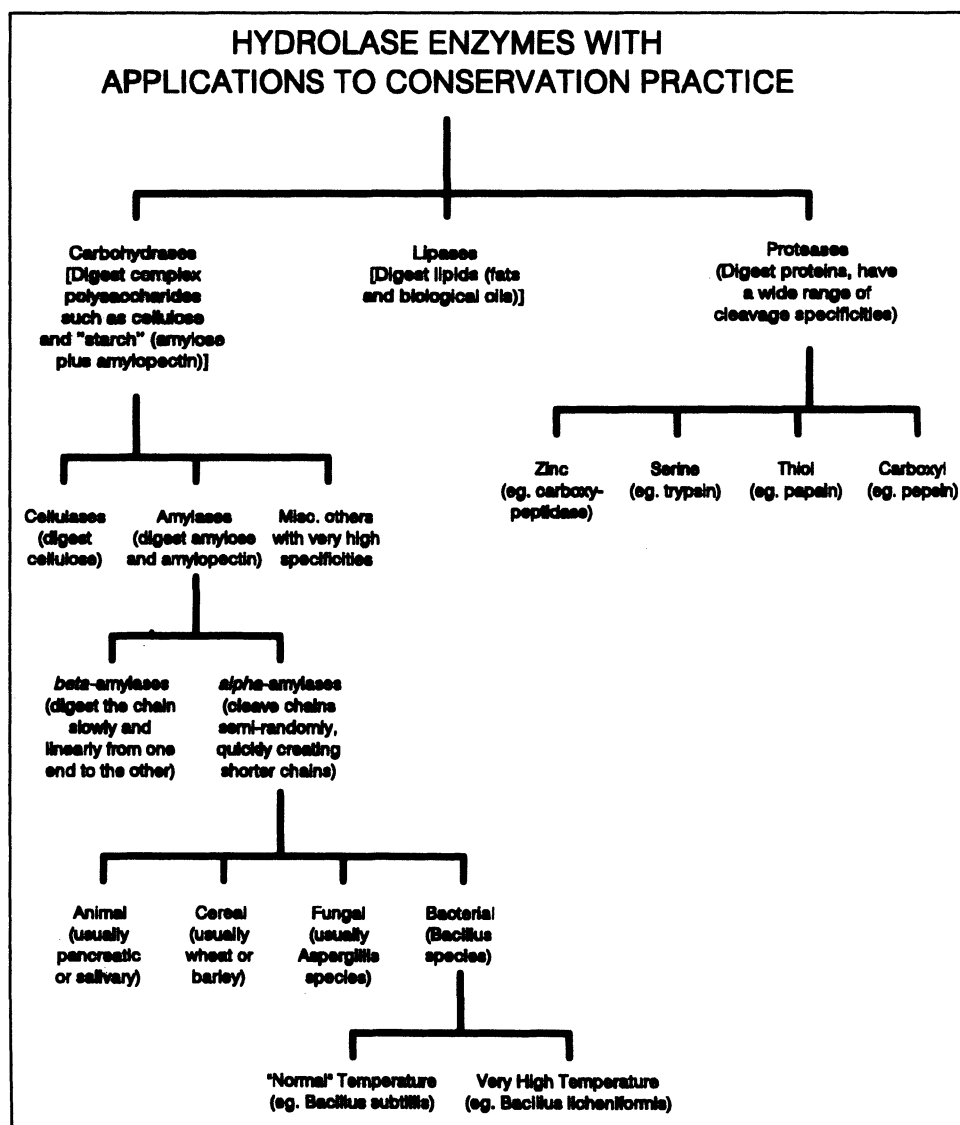 HYDROLASE ENZYMES WITH
APPLICATIONS TO CONSERVATION PRACTICE
Carbohydrases
[Digest complex
polysaccharides
such as cellulose
and "starch" (amylose
plus amylopectin)]
Lipases
[Digest lipids (fats
and biological oils)]
Proteases
(Digest proteins, have
a wide range of
cleavage specificities)
Zinc
(eg. carboxy-
peptidase)
Serine
(eg. trypsin)
Thiol
(eg. papain)
Carboxyl
(eg. pepsin)
Cellulases
(digest
cellulose)
Amylases
(digest amylose
and amylopectin)
Misc. others
with very high
specificities
beta-amylases
(digest the chain
slowly and
linearly from one
end to the other)
alpha-amylases
(cleave chains
semi-randomly,
quickly creating
shorter chains)
Animal
(usually
pancreatic
or salivary)
Cereal
(usually
wheat or
barley)
Fungal
(usually
Aspergillis
species)
Bacterial
(Bacillus
species)
"Normal" Temperature
(eg. Bacillus subtilis)
Very High Temperature
(eg. Bacillus licheniformis)